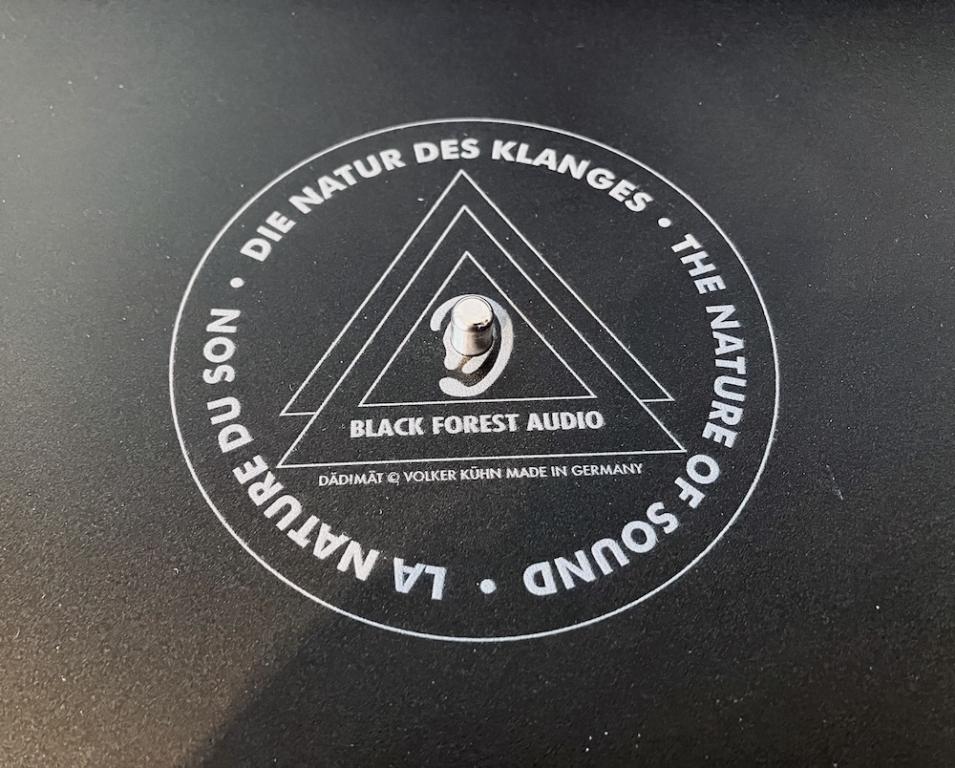 DIE NATUR DES KLANGES • THE NATURE OF SOUND • LA NATURE DU SON •
BLACK FOREST AUDIO
DĀDIMĀT © VOLKER KÜHN MADE IN GERMANY